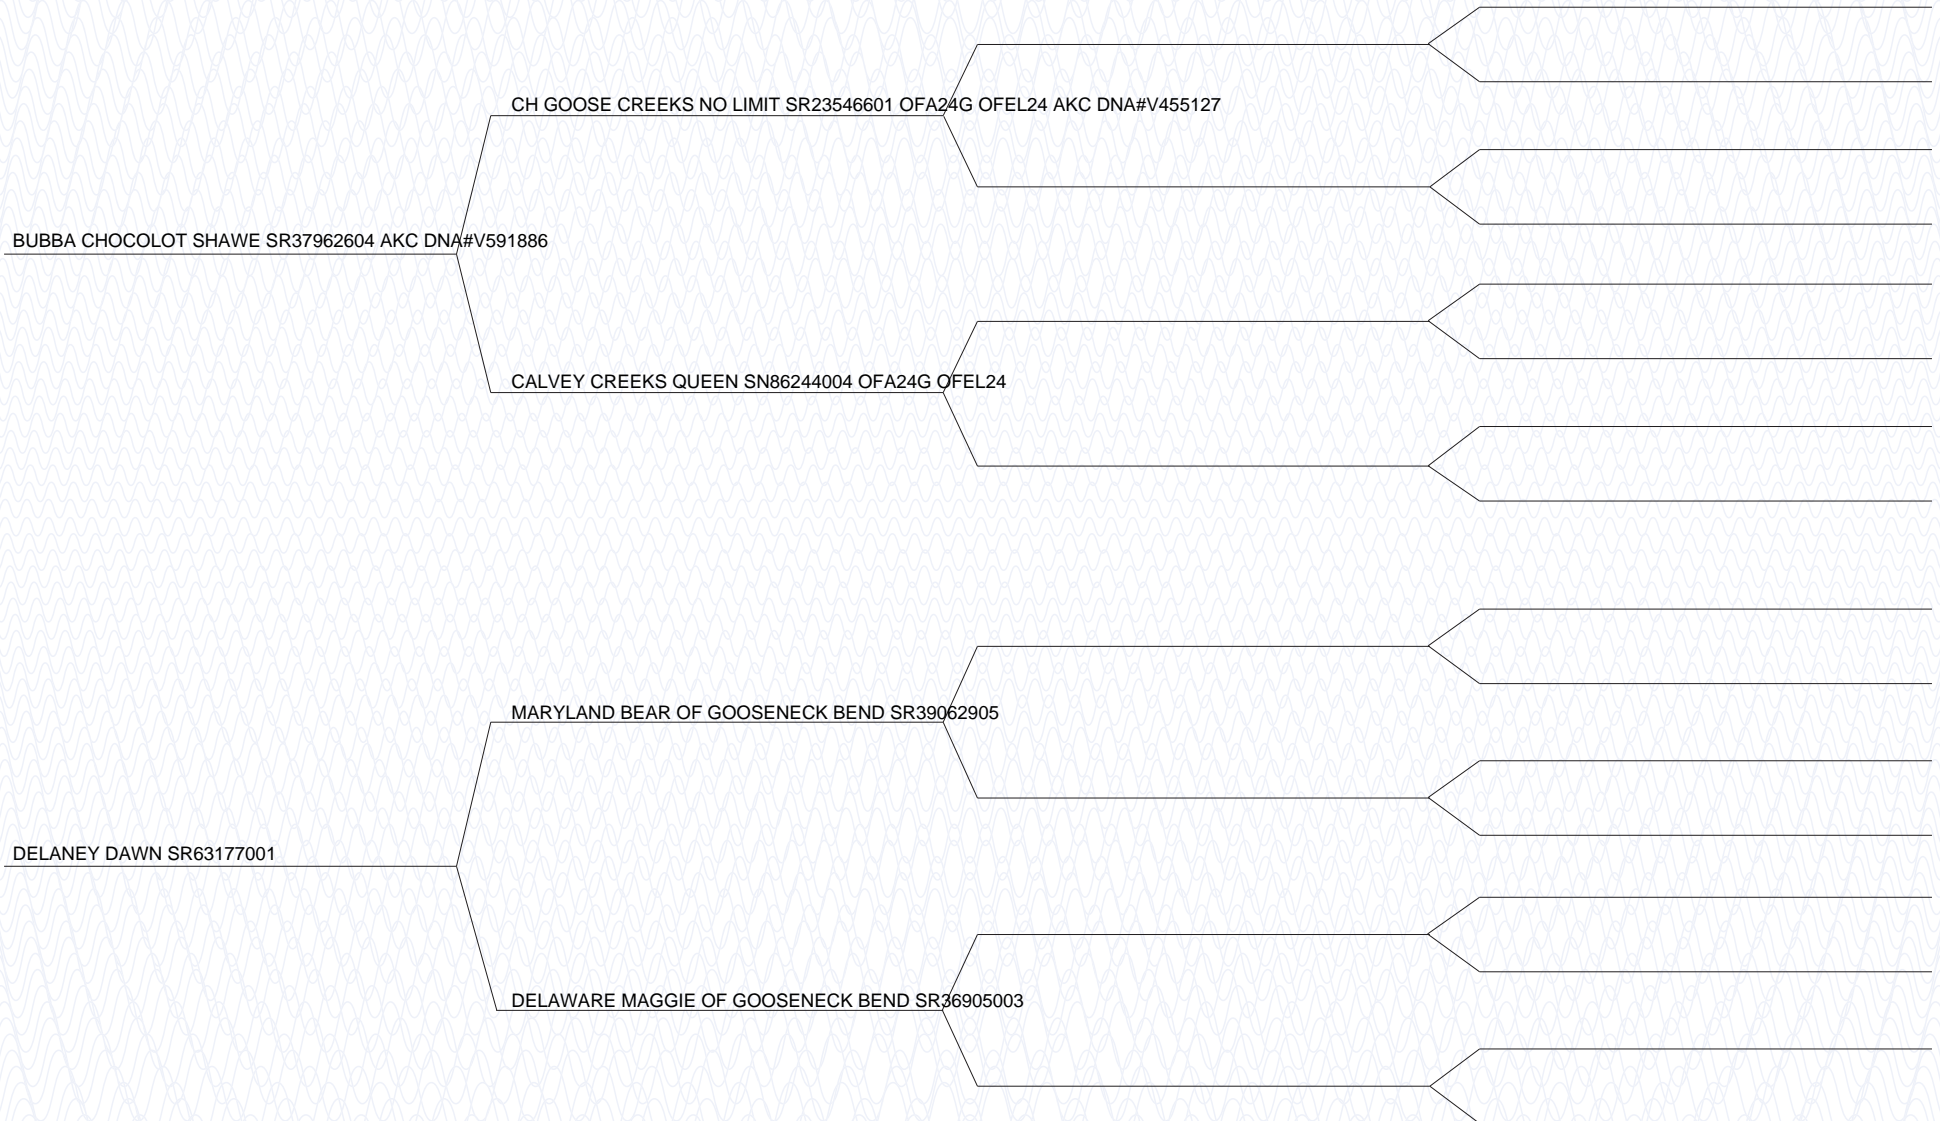 CH GOOSE CREEKS NO LIMIT SR23546601 OFA24G OFEL24 AKC DNA#V455127
BUBBA CHOCOLOT SHAWE SR37962604 AKC DNA#V591886
CALVEY CREEKS QUEEN SN86244004 OFA24G OFEL24
MARYLAND BEAR OF GOOSENECK BEND SR39062905
DELANEY DAWN SR63177001
DELAWARE MAGGIE OF GOOSENECK BEND SR36905003